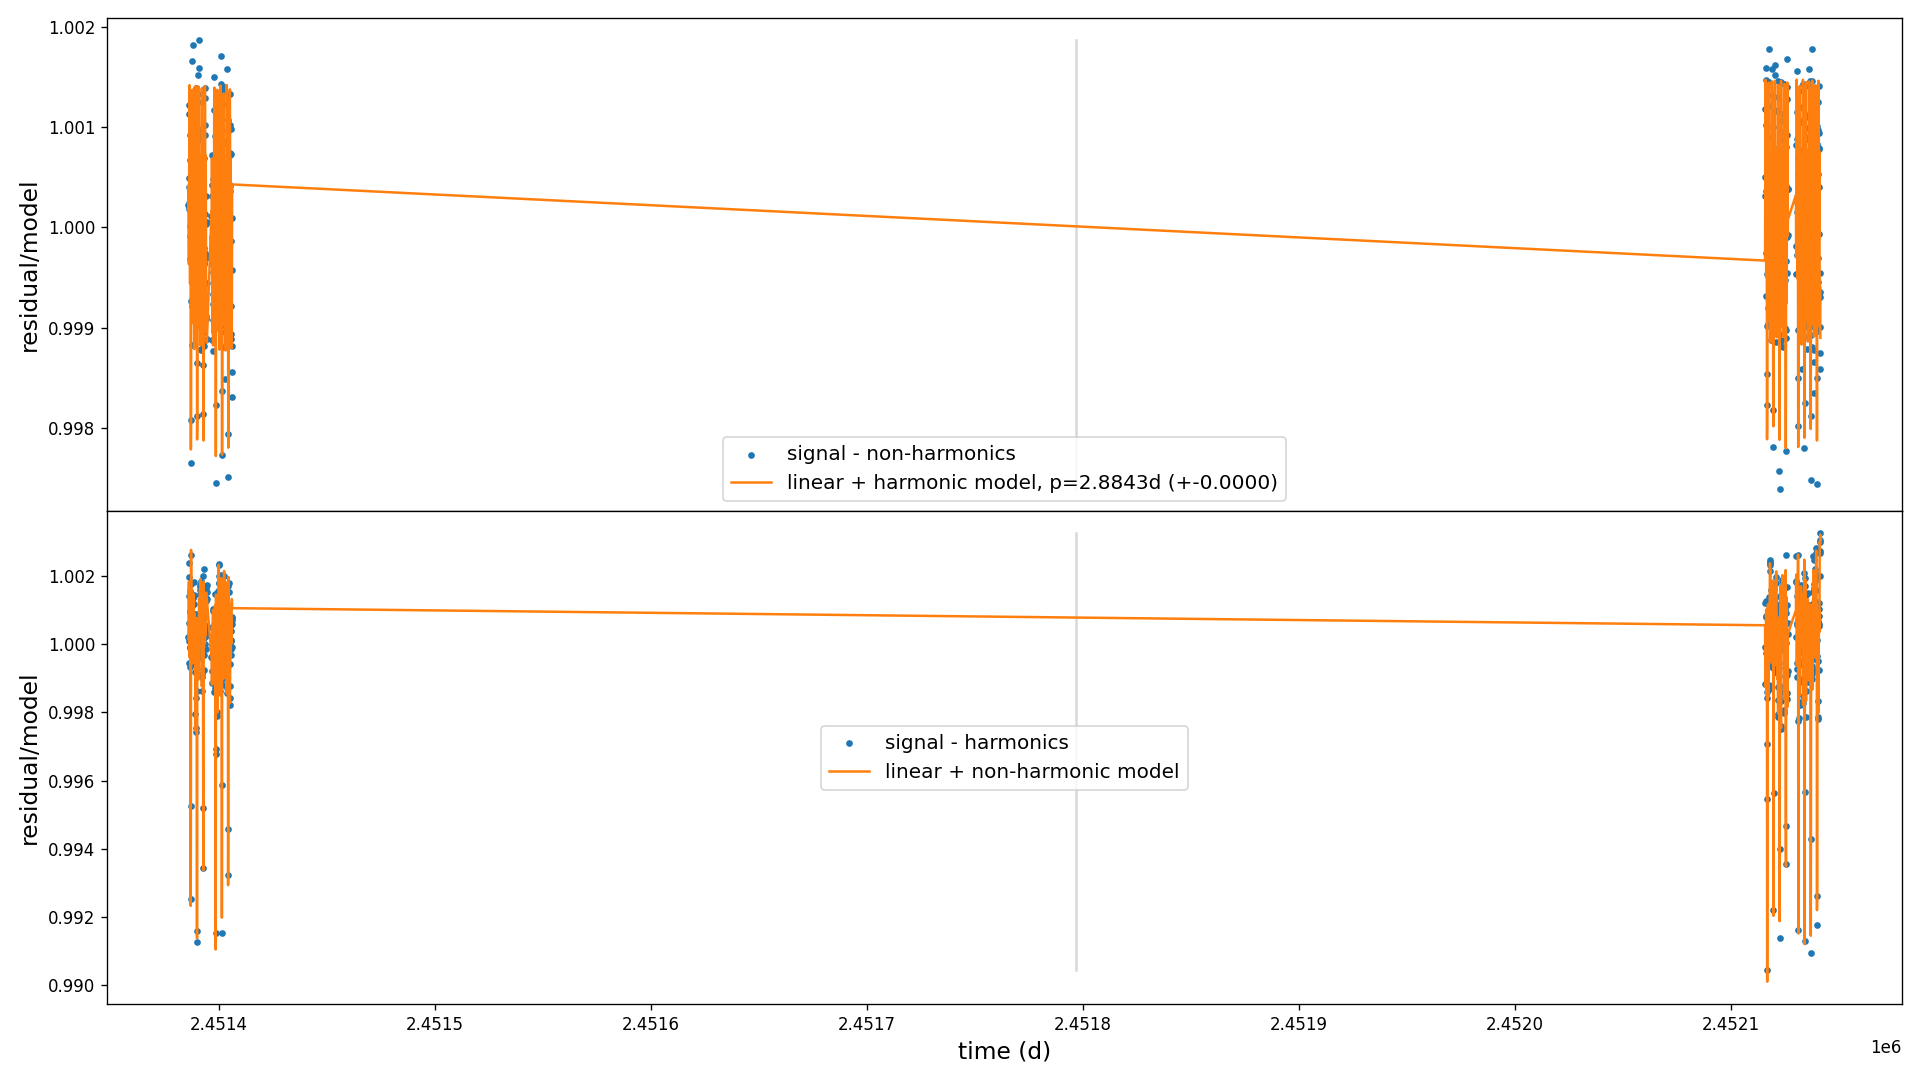 1.002
1.001
1.000
0.999
0.998
residual/model
signal - non-harmonics
linear + harmonic model, p=2.8843d (+-0.0000)
1.002
1.000
0.998
0.996
0.994
0.992
0.990
residual/model
signal - harmonics
linear + non-harmonic model
2.4514 2.4515 2.4516 2.4517 2.4518 2.4519 2.4520 2.4521
1e6
time (d)